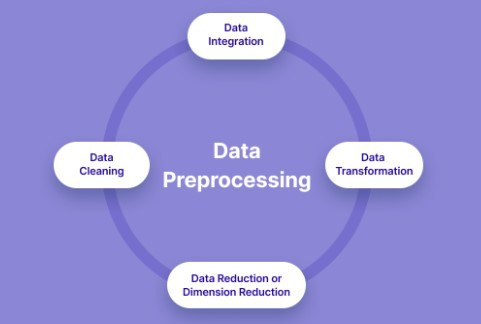 Data
Integration
Data
Cleaning
Data
Preprocessing
Data
Transformation
Data Reduction or
Dimension Reduction